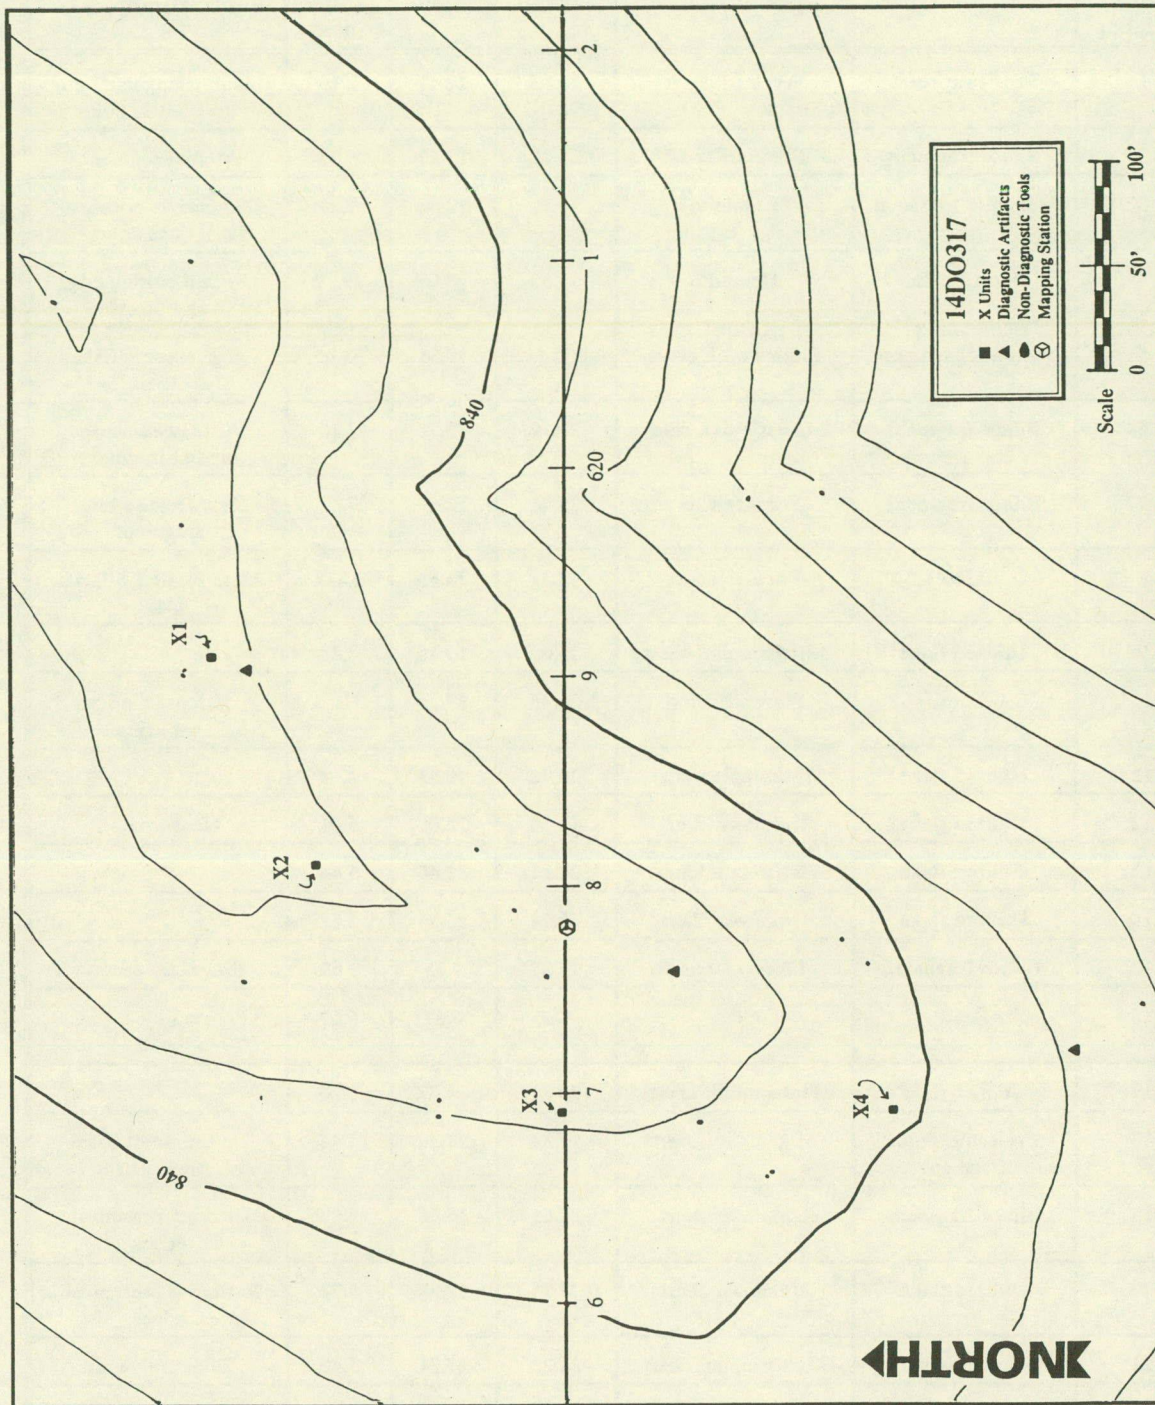 14DO317
X Units
Diagnostic Artifacts
Non-Diagnostic Tools
Mapping Station
Scale
0
50'
100'
NORTH
840
840
X1
X2
X3
X4
6
7
8
9
620
1
2